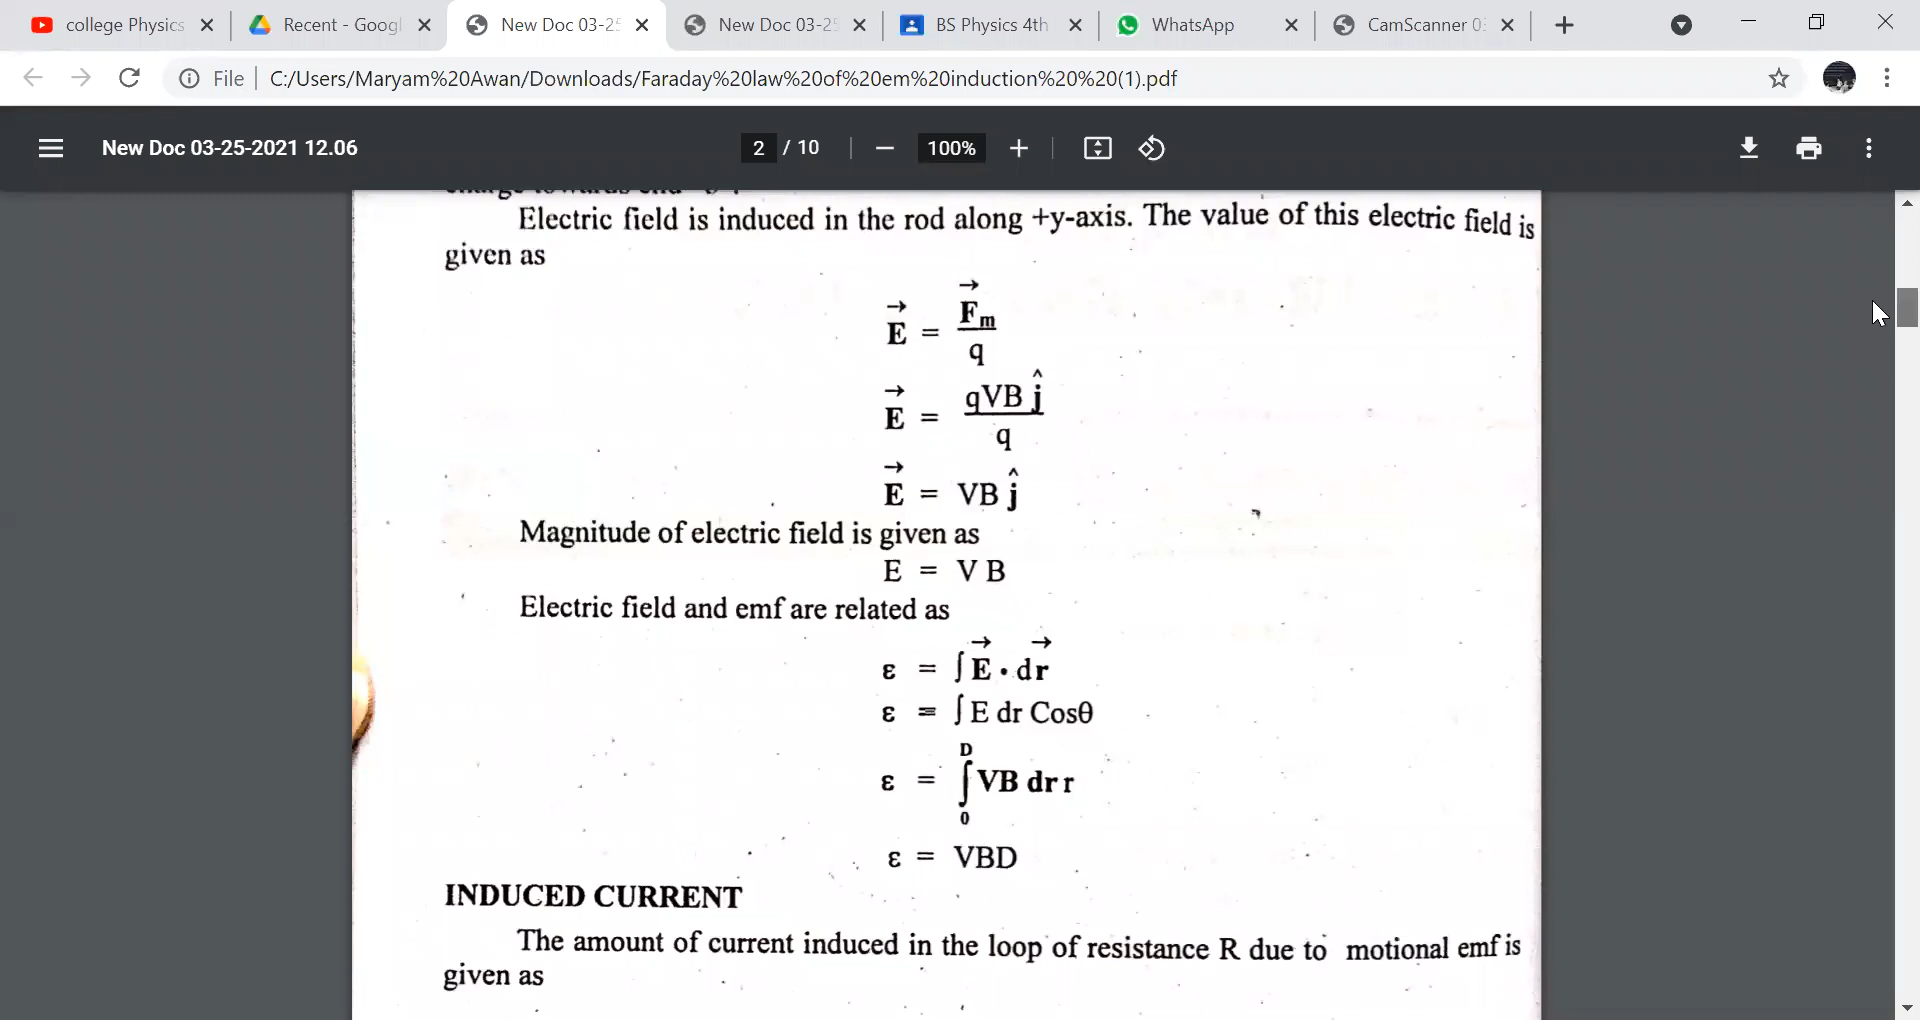 college Physics
Recent - Googl
New Doc 03-25
New Doc 03-25
BS Physics 4th
WhatsApp
CamScanner 03
File
C:/Users/Maryam%20Awan/Downloads/Faraday%20law%20of%20em%20induction%20%20(1).pdf
New Doc 03-25-2021 12.06
2 / 10
100%
Electric field is induced in the rod along +y-axis. The value of this electric field is
given as
→E = →Fm / q
→E = qVB ĵ / q
→E = VB ĵ
Magnitude of electric field is given as
E = V B
Electric field and emf are related as
ε = ∫ →E • d→r
ε = ∫ E dr Cosθ
ε = ∫₀ᴰ VB dr r
ε = VBD
INDUCED CURRENT
The amount of current induced in the loop of resistance R due to motional emf is
given as